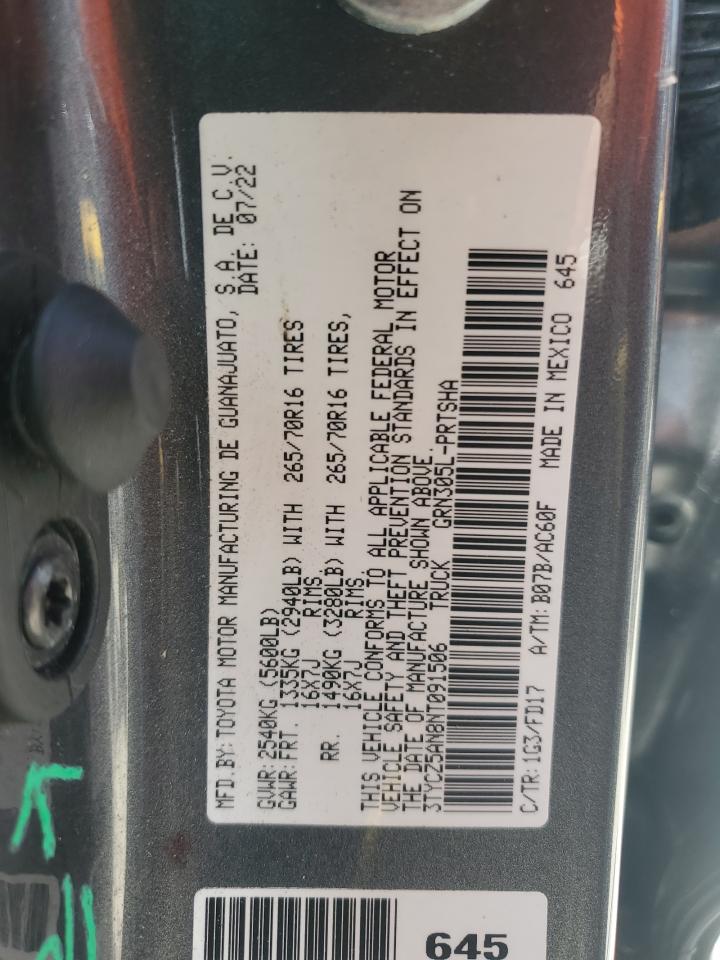 MFD.BY:TOYOTA MOTOR MANUFACTURING DE GUANAJUATO, S.A. DE C.V.
DATE: 07/22
GVWR: 2540KG (5600LB)
GAWR:FRT. 1335KG (2940LB) WITH 265/70R16 TIRES
16X7J RIMS.
RR. 1490KG (3280LB) WITH 265/70R16 TIRES,
16X7J RIMS.
THIS VEHICLE CONFORMS TO ALL APPLICABLE FEDERAL MOTOR
VEHICLE SAFETY AND THEFT PREVENTION STANDARDS IN EFFECT ON
THE DATE OF MANUFACTURE SHOWN ABOVE.
3TYCZ5AN8NT091506 TRUCK GRN305L-PRTSHA
C/TR: 1G3/FD17 A/TM: B07B/AC60F MADE IN MEXICO 645
645